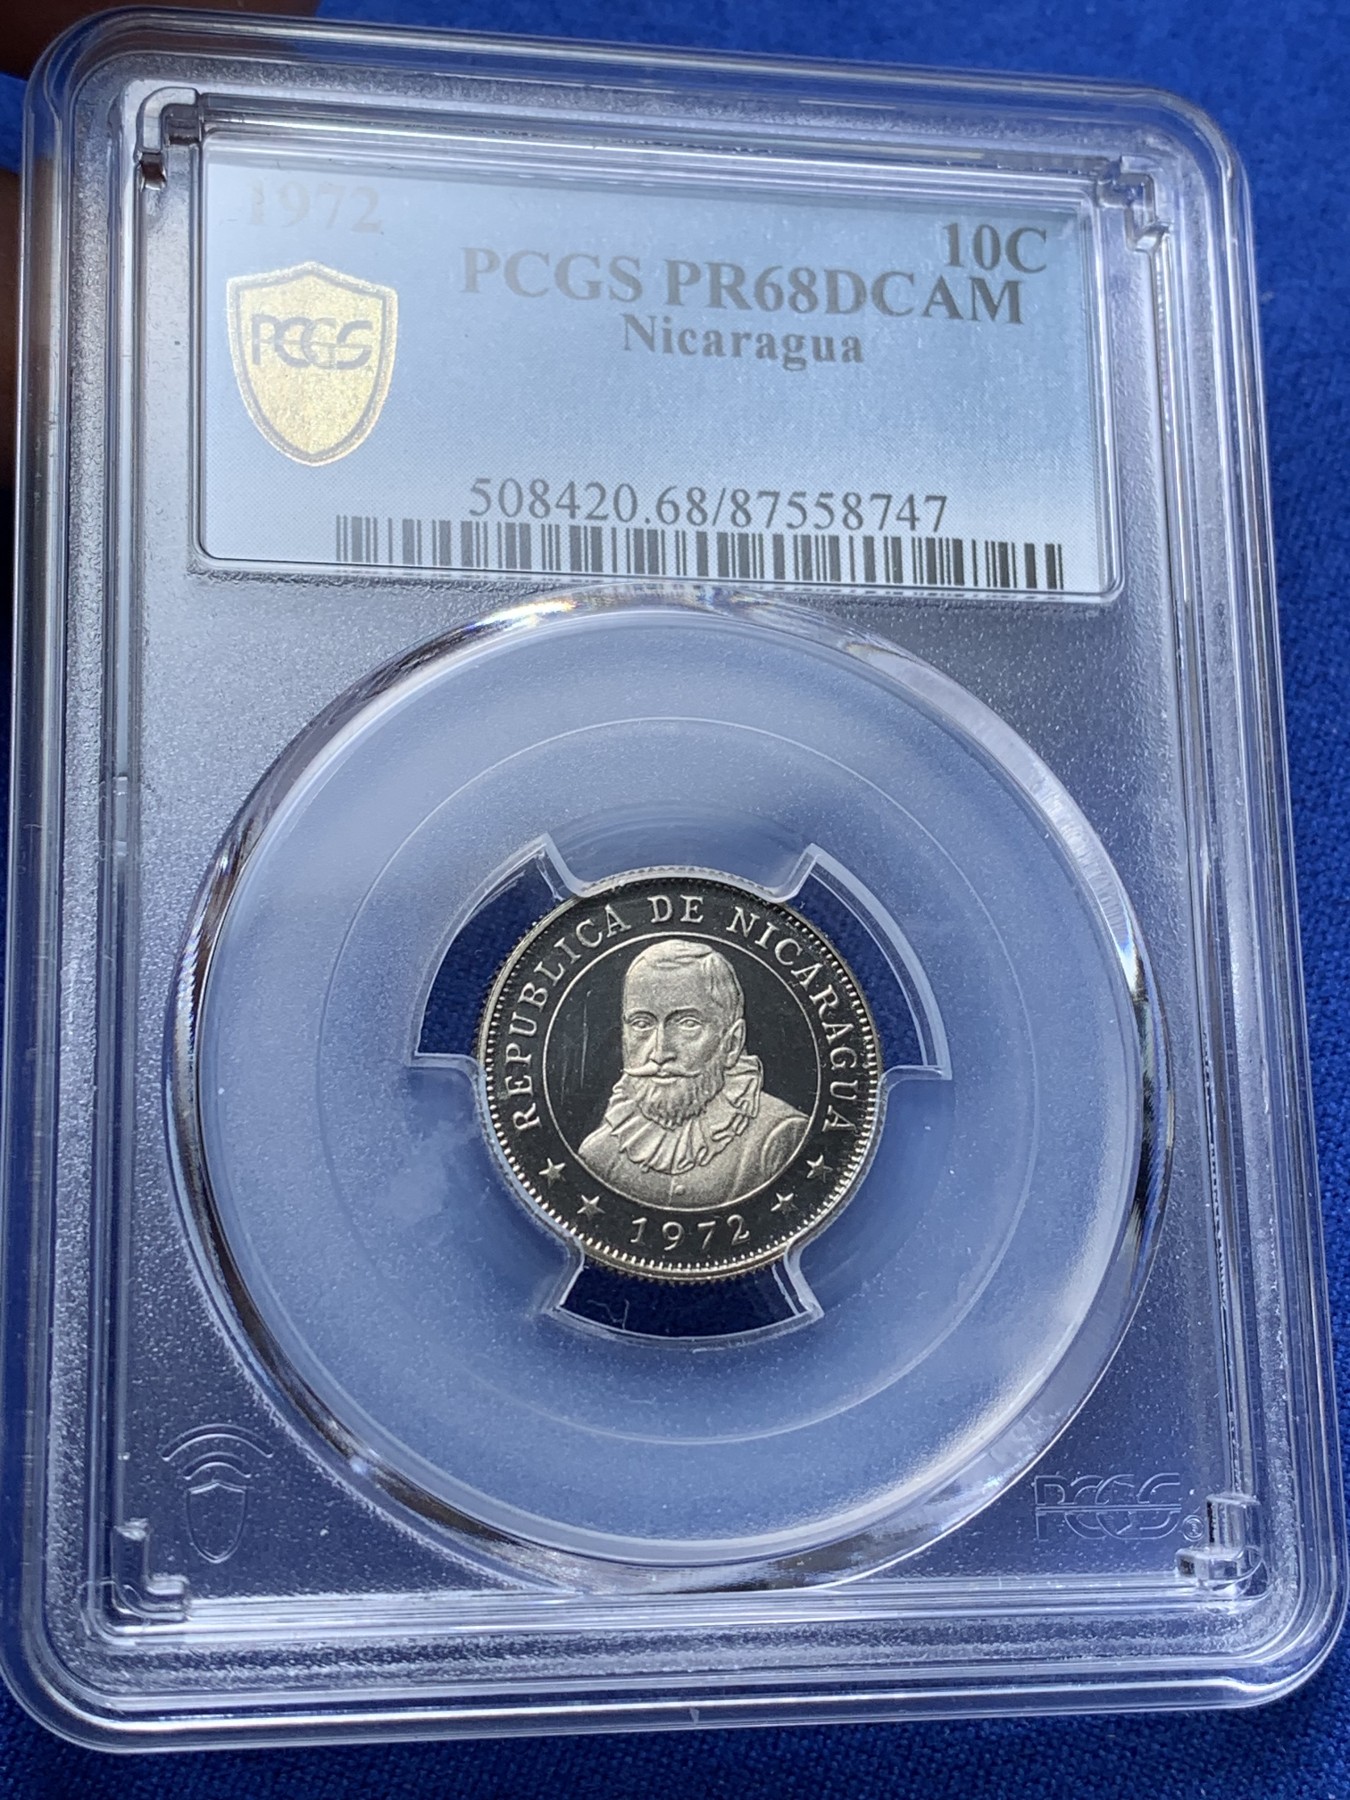 1972
10C
PCGS PR68DCAM
Nicaragua
PCGS
508420.68/87558747
REPUBLICA DE NICARAGUA
1972
PCGS